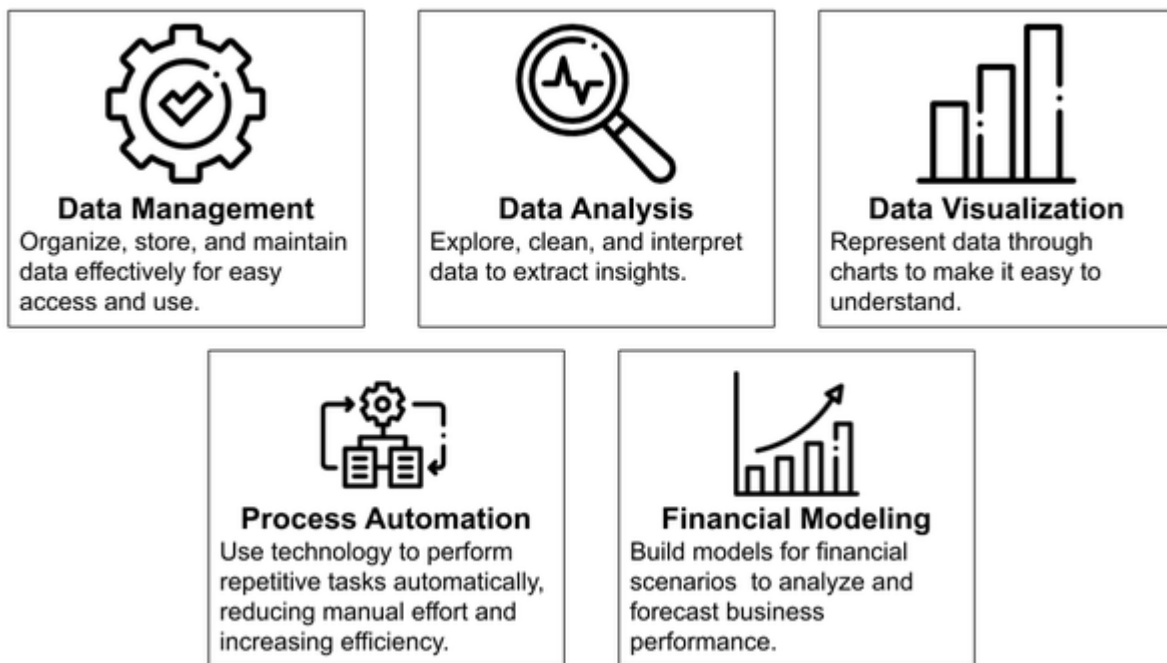 Data Management
Organize, store, and maintain
data effectively for easy
access and use.
Data Analysis
Explore, clean, and interpret
data to extract insights.
Data Visualization
Represent data through
charts to make it easy to
understand.
Process Automation
Use technology to perform
repetitive tasks automatically,
reducing manual effort and
increasing efficiency.
Financial Modeling
Build models for financial
scenarios  to analyze and
forecast business
performance.